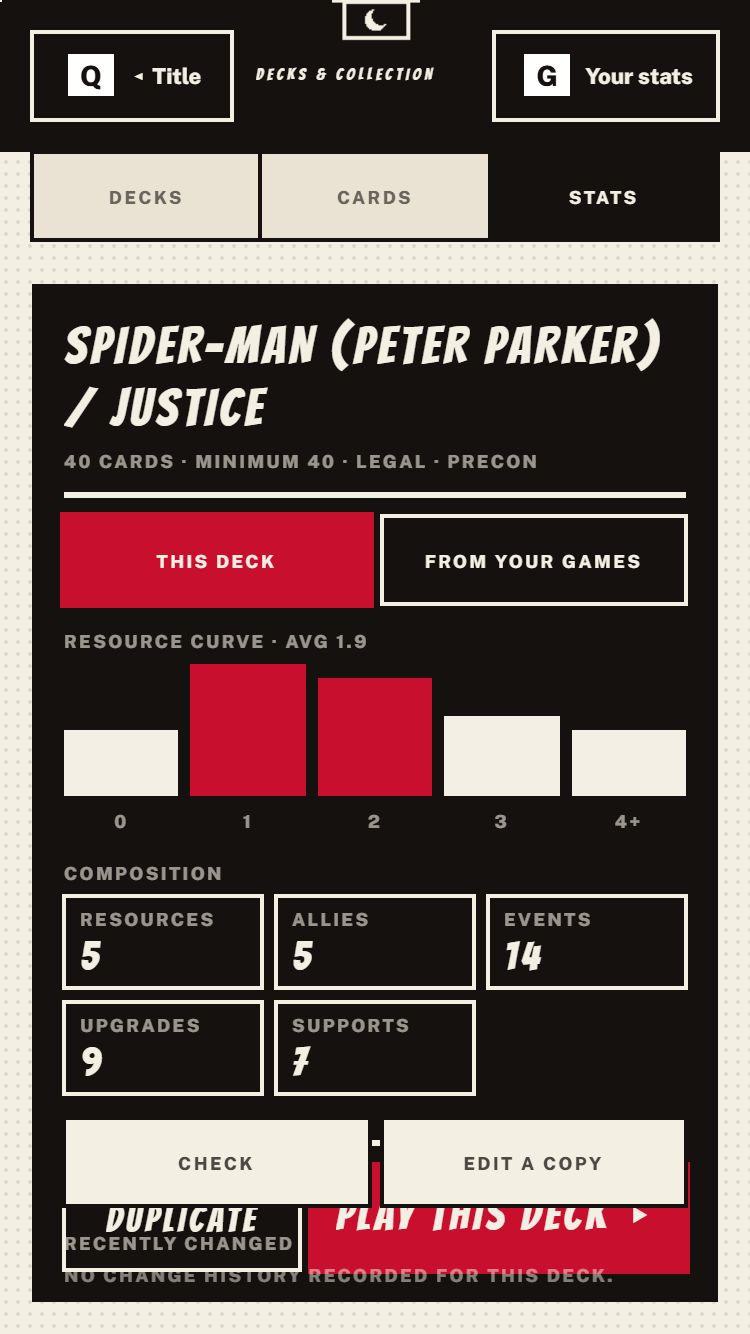 Q ◂ Title
DECKS & COLLECTION
G Your stats
DECKS
CARDS
STATS
SPIDER-MAN (PETER PARKER)
/ JUSTICE
40 CARDS · MINIMUM 40 · LEGAL · PRECON
THIS DECK
FROM YOUR GAMES
RESOURCE CURVE · AVG 1.9
0 1 2 3 4+
COMPOSITION
RESOURCES
5
ALLIES
5
EVENTS
14
UPGRADES
9
SUPPORTS
7
CHECK
EDIT A COPY
DUPLICATE
PLAY THIS DECK ▸
RECENTLY CHANGED
NO CHANGE HISTORY RECORDED FOR THIS DECK.